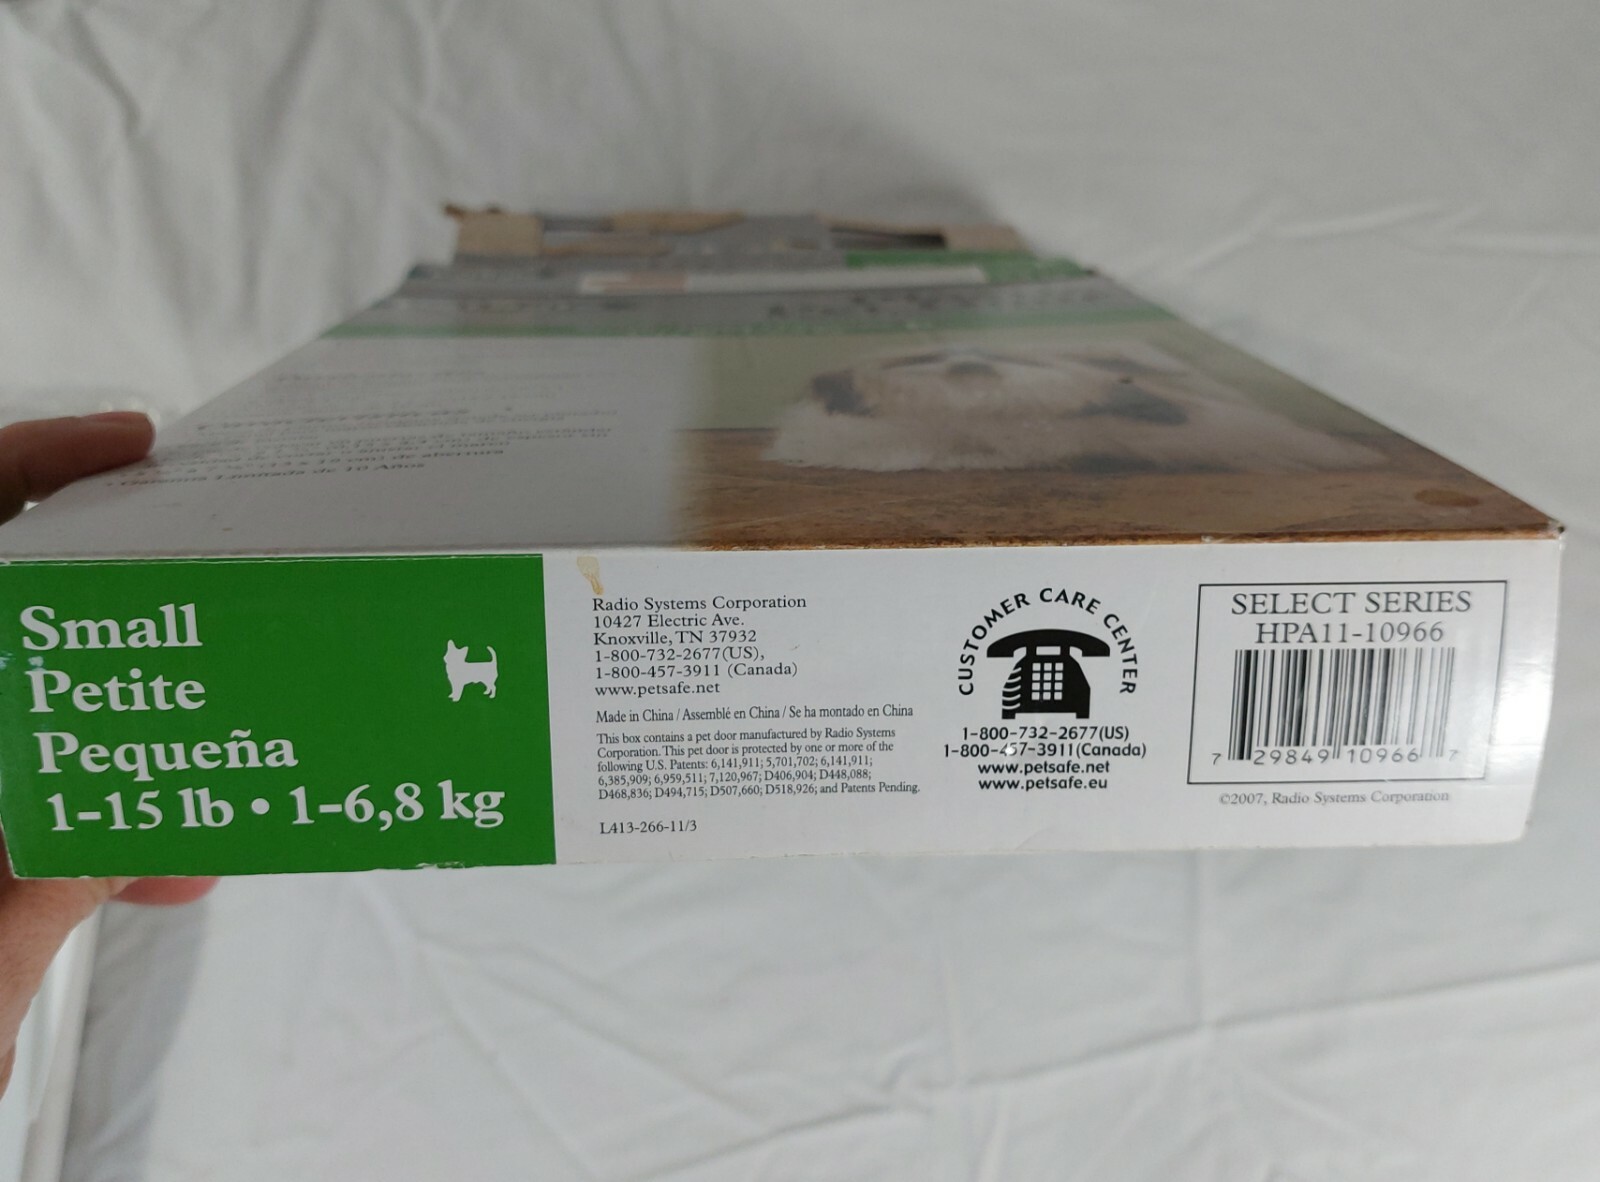 Garantía Limitada de 10 Años
Small
Petite
Pequeña
1-15 lb • 1-6,8 kg
Radio Systems Corporation
10427 Electric Ave.
Knoxville, TN 37932
1-800-732-2677(US),
1-800-457-3911 (Canada)
www.petsafe.net
Made in China / Assemblé en China / Se ha montado en China
This box contains a pet door manufactured by Radio Systems
Corporation. This pet door is protected by one or more of the
following U.S. Patents: 6,141,911; 5,701,702; 6,141,911;
6,385,909; 6,959,511; 7,120,967; D406,904; D448,088;
D468,836; D494,715; D507,660; D518,926; and Patents Pending.
L413-266-11/3
CUSTOMER CARE CENTER
1-800-732-2677(US)
1-800-457-3911(Canada)
www.petsafe.net
www.petsafe.eu
SELECT SERIES
HPA11-10966
7 29849 10966 7
©2007, Radio Systems Corporation